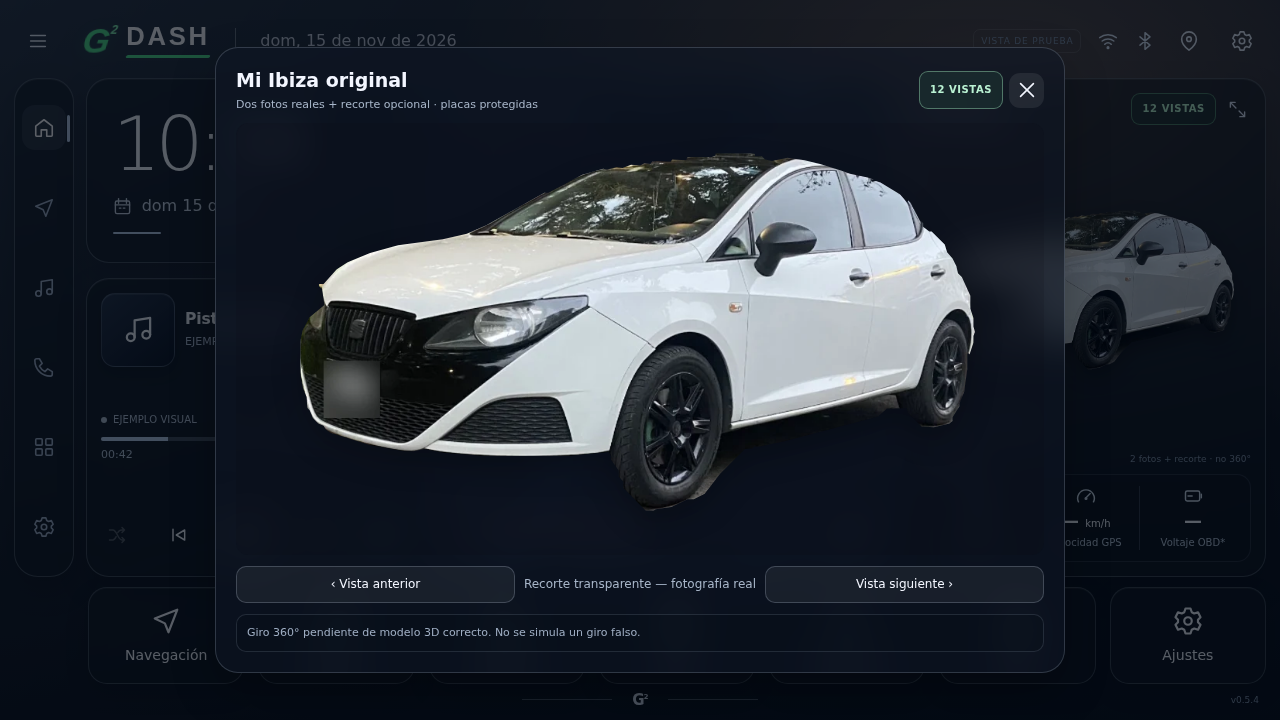 G² DASH
dom, 15 de nov de 2026
VISTA DE PRUEBA
Mi Ibiza original
Dos fotos reales + recorte opcional · placas protegidas
12 VISTAS
12 VISTAS
10:
dom 15 d
Pist
EJEMP
EJEMPLO VISUAL
00:42
2 fotos + recorte · no 360°
— km/h
—
ocidad GPS
Voltaje OBD*
‹ Vista anterior
Recorte transparente — fotografía real
Vista siguiente ›
Giro 360° pendiente de modelo 3D correcto. No se simula un giro falso.
Navegación
Ajustes
G²
v0.5.4